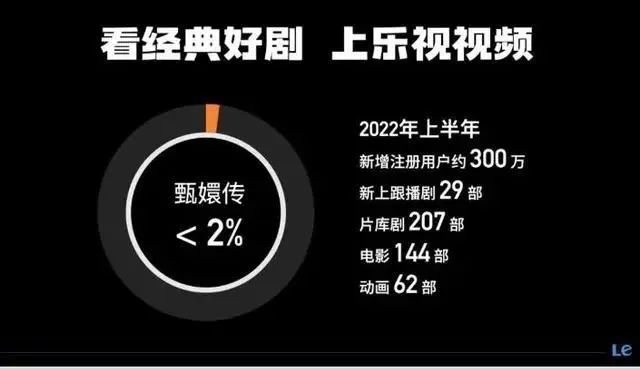 看经典好剧 上乐视视频
甄嬛传
< 2%
2022年上半年
新增注册用户约 300 万
新上跟播剧 29 部
片库剧 207 部
电影 144 部
动画 62 部
Le